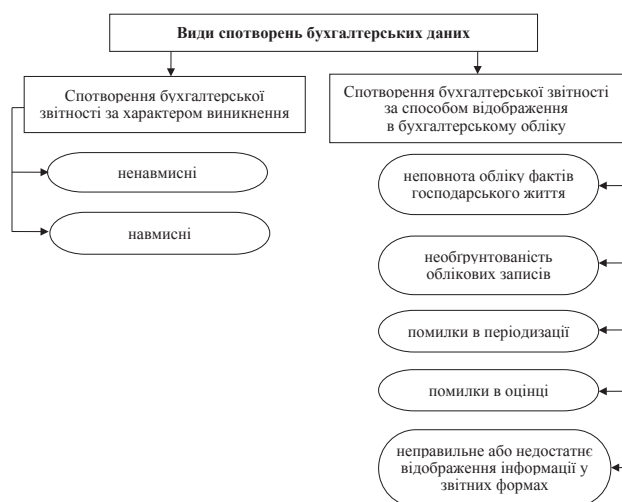 Види спотворень бухгалтерських даних
Спотворення бухгалтерської
звітності за характером виникнення
ненавмисні
навмисні
Спотворення бухгалтерської звітності
за способом відображення
в бухгалтерському обліку
неповнота обліку фактів
господарського життя
необґрунтованість
облікових записів
помилки в періодизації
помилки в оцінці
неправильне або недостатнє
відображення інформації у
звітних формах